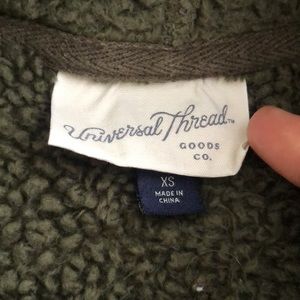 Universal Thread™
GOODS
CO.
XS
MADE IN
CHINA